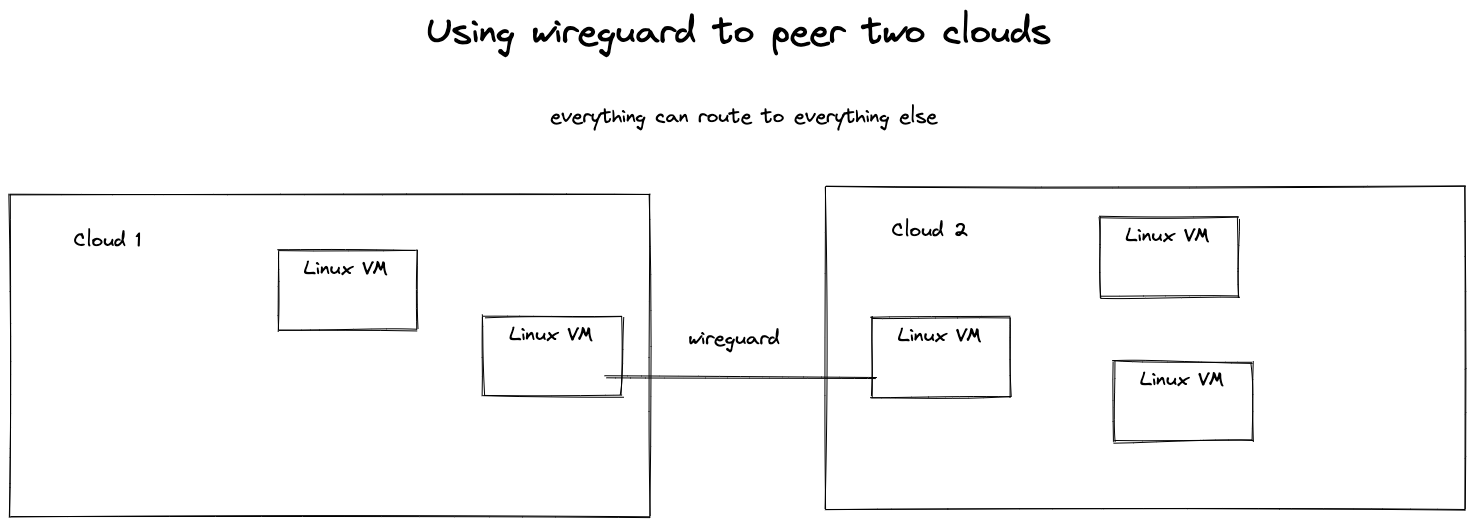 Using wireguard to peer two clouds
everything can route to everything else
Cloud 1
Linux VM
Linux VM
wireguard
Cloud 2
Linux VM
Linux VM
Linux VM